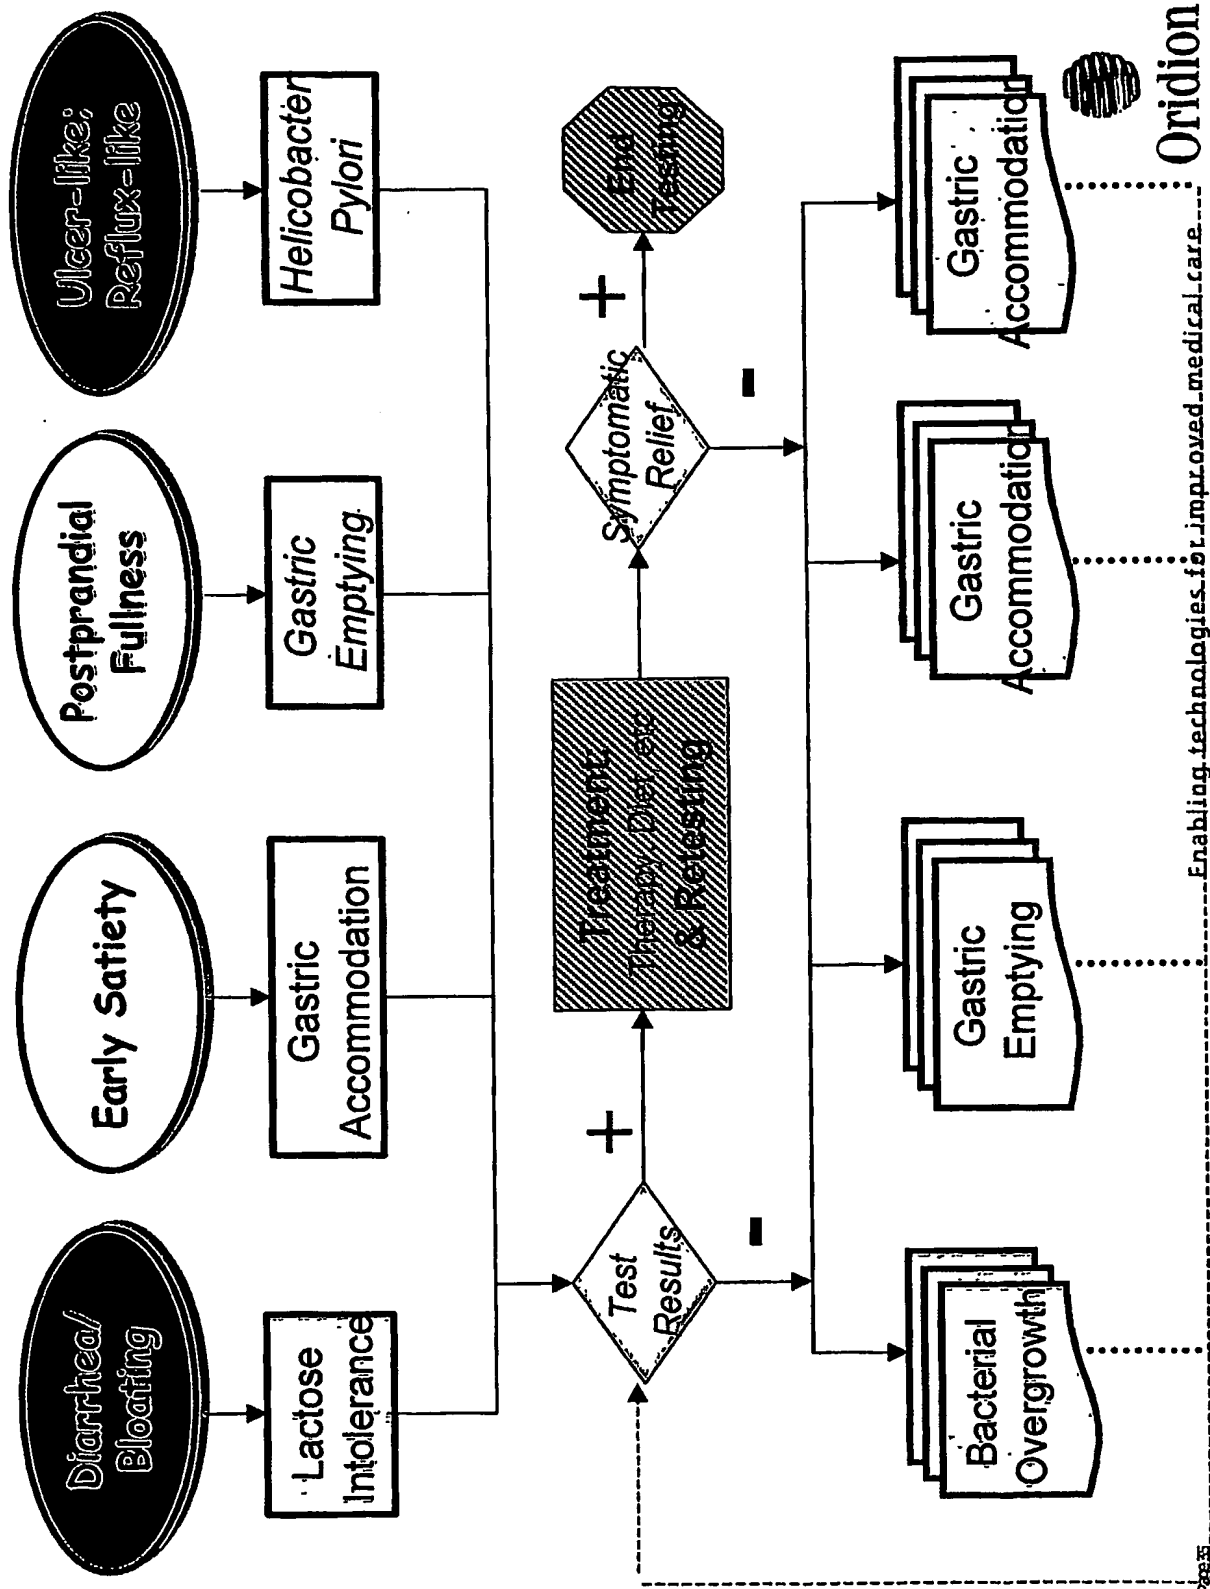 Diarrhea/
Bloating
Early Satiety
Postprandial
Fullness
Ulcer-like;
Reflux-like
Lactose
Intolerance
Gastric
Accommodation
Gastric
Emptying
Helicobacter
Pylori
Test
Results
+
-
Treatment:
Therapy, Diet, etc
& Retesting
Symptomatic
Relief
+
-
End
Testing
Bacterial
Overgrowth
Gastric
Emptying
Gastric
Accommodation
Gastric
Accommodation
Enabling technologies for improved medical care
Oridion
Page 35